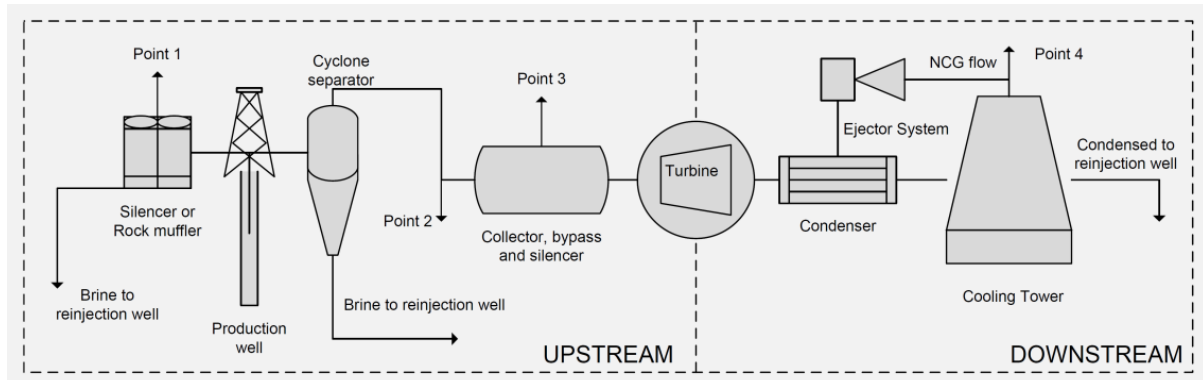 Point 1
Cyclone
separator
Point 3
NCG flow
Point 4
Ejector System
Condensed to
reinjection well
Turbine
Silencer or
Rock muffler
Point 2
Collector, bypass
and silencer
Condenser
Brine to
reinjection well
Production
well
Brine to reinjection well
Cooling Tower
UPSTREAM
DOWNSTREAM